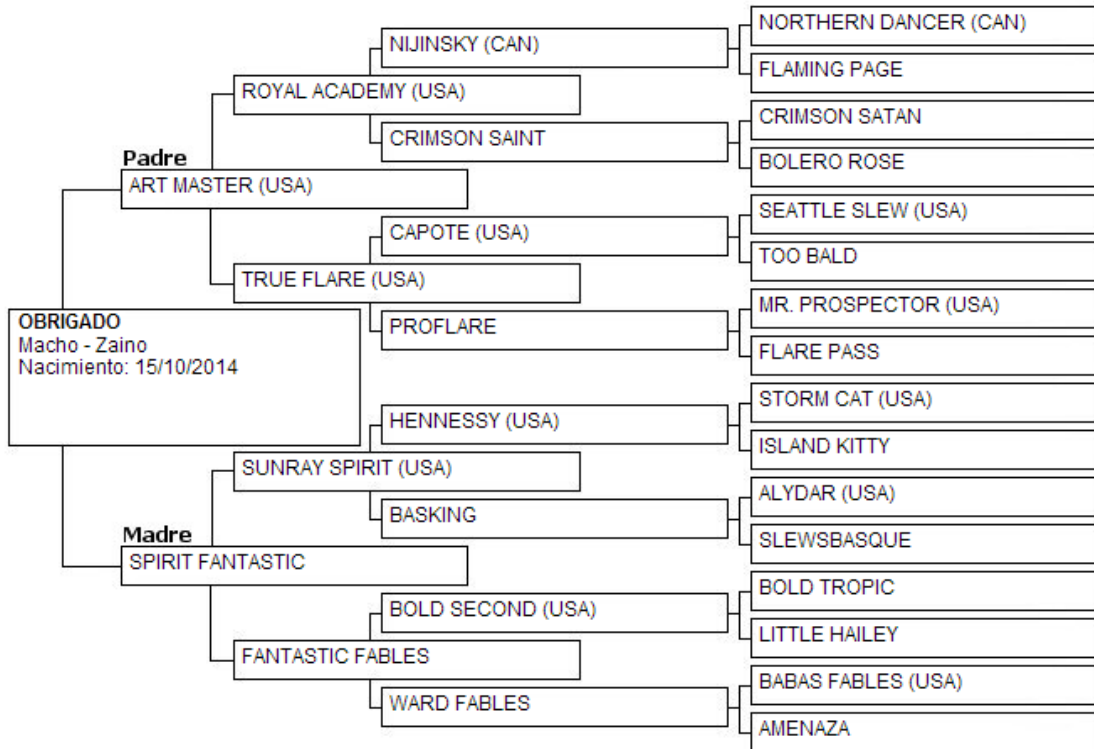 NORTHERN DANCER (CAN)
NIJINSKY (CAN)
FLAMING PAGE
ROYAL ACADEMY (USA)
CRIMSON SATAN
CRIMSON SAINT
BOLERO ROSE
Padre
ART MASTER (USA)
SEATTLE SLEW (USA)
CAPOTE (USA)
TOO BALD
TRUE FLARE (USA)
MR. PROSPECTOR (USA)
PROFLARE
FLARE PASS
OBRIGADO
Macho - Zaino
Nacimiento: 15/10/2014
STORM CAT (USA)
HENNESSY (USA)
ISLAND KITTY
SUNRAY SPIRIT (USA)
ALYDAR (USA)
BASKING
SLEWSBASQUE
Madre
SPIRIT FANTASTIC
BOLD TROPIC
BOLD SECOND (USA)
LITTLE HAILEY
FANTASTIC FABLES
BABAS FABLES (USA)
WARD FABLES
AMENAZA